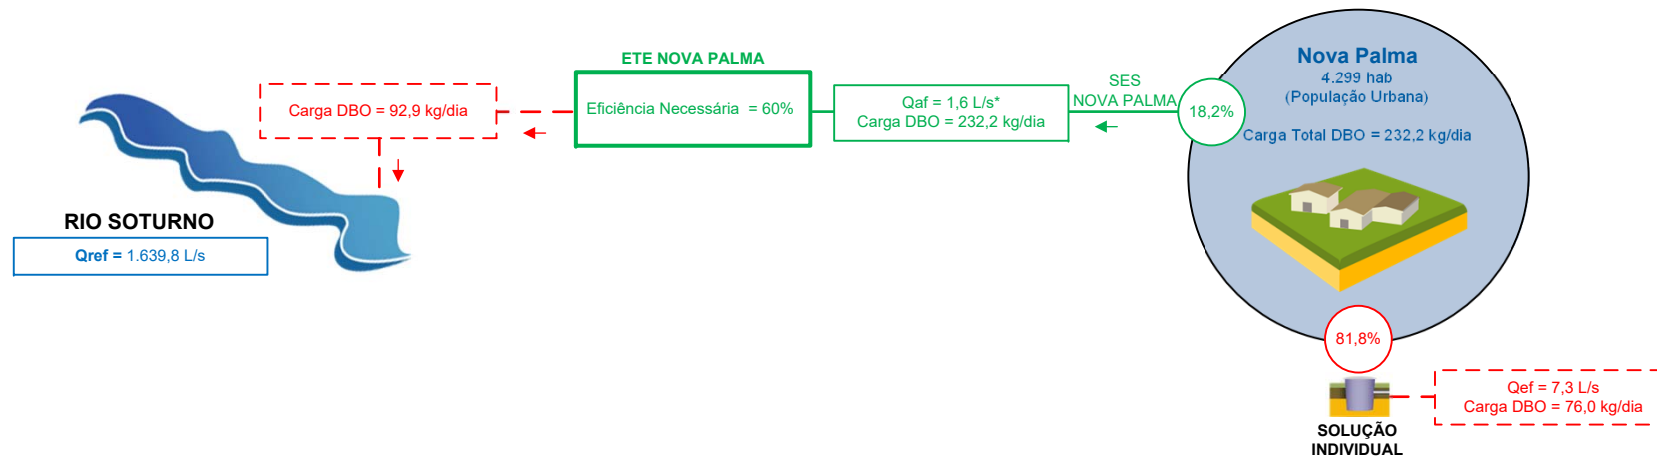 ETE NOVA PALMA
Carga DBO = 92,9 kg/dia
Eficiência Necessária = 60%
Qaf = 1,6 L/s*
Carga DBO = 232,2 kg/dia
SES
NOVA PALMA
18,2%
Nova Palma
4.299 hab
(População Urbana)
Carga Total DBO = 232,2 kg/dia
RIO SOTURNO
Qref = 1.639,8 L/s
81,8%
Qef = 7,3 L/s
Carga DBO = 76,0 kg/dia
SOLUÇÃO
INDIVIDUAL